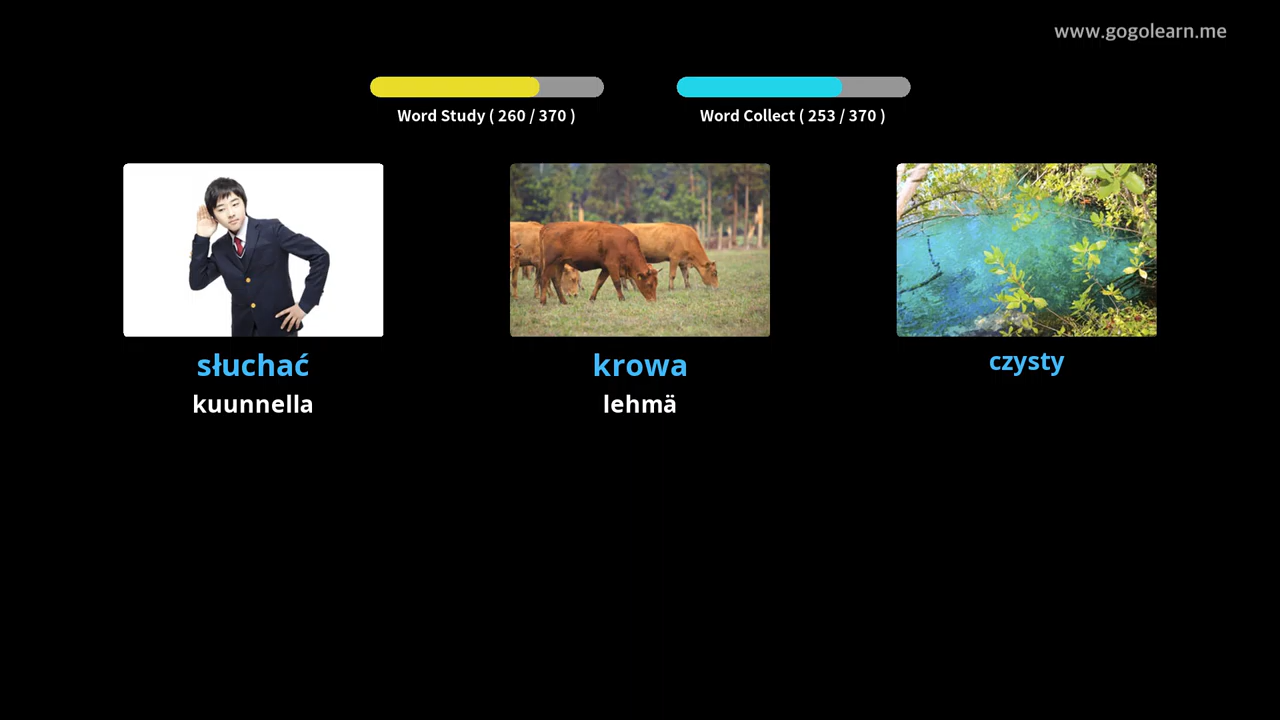 www.gogolearn.me
Word Study ( 260 / 370 )
Word Collect ( 253 / 370 )
słuchać
kuunnella
krowa
lehmä
czysty